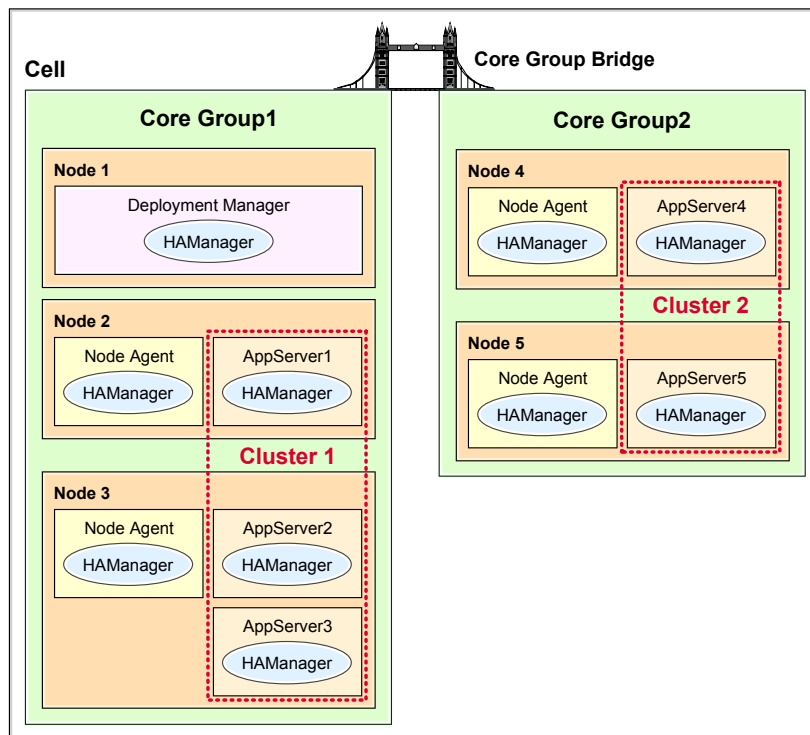 Core Group Bridge
Cell
Core Group1
Node 1
Deployment Manager
HAManager
Node 2
Node Agent
HAManager
AppServer1
HAManager
Cluster 1
Node 3
Node Agent
HAManager
AppServer2
HAManager
AppServer3
HAManager
Core Group2
Node 4
Node Agent
HAManager
AppServer4
HAManager
Cluster 2
Node 5
Node Agent
HAManager
AppServer5
HAManager